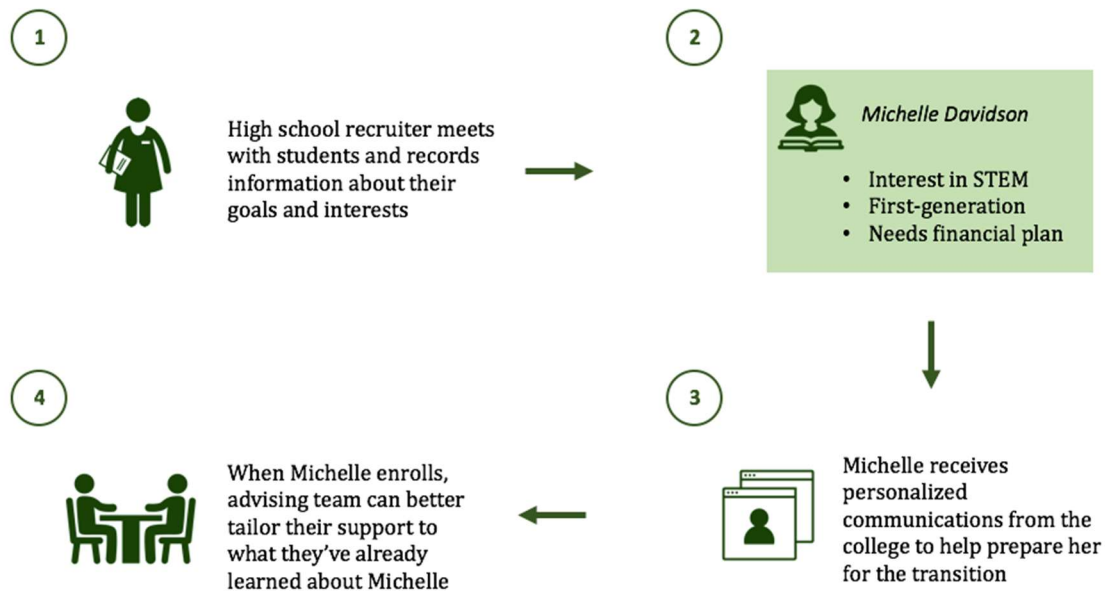 1
High school recruiter meets
with students and records
information about their
goals and interests
2
Michelle Davidson
• Interest in STEM
• First-generation
• Needs financial plan
3
Michelle receives
personalized
communications from the
college to help prepare her
for the transition
4
When Michelle enrolls,
advising team can better
tailor their support to
what they’ve already
learned about Michelle